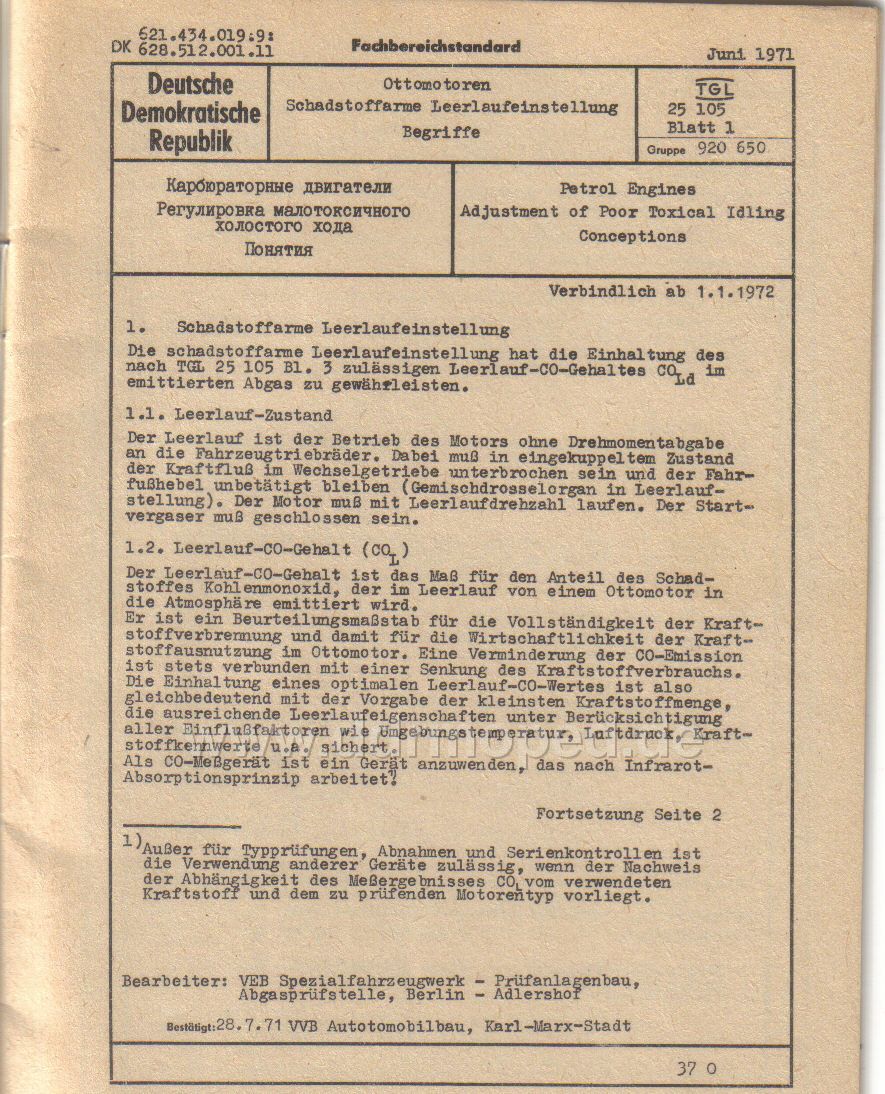 DK 621.434.019:9:
628.512.001.11
Fachbereichstandard
Juni 1971
Deutsche
Demokratische
Republik
Ottomotoren
Schadstoffarme Leerlaufeinstellung
Begriffe
TGL
25 105
Blatt 1
Gruppe 920 650
Карбюраторные двигатели
Регулировка малотоксичного
холостого хода
Понятия
Petrol Engines
Adjustment of Poor Toxical Idling
Conceptions
Verbindlich ab 1.1.1972
1. Schadstoffarme Leerlaufeinstellung
Die schadstoffarme Leerlaufeinstellung hat die Einhaltung des
nach TGL 25 105 Bl. 3 zulässigen Leerlauf-CO-Gehaltes CO Ld im
emittierten Abgas zu gewährleisten.
1.1. Leerlauf-Zustand
Der Leerlauf ist der Betrieb des Motors ohne Drehmomentabgabe
an die Fahrzeugtriebräder. Dabei muß in eingekuppeltem Zustand
der Kraftfluß im Wechselgetriebe unterbrochen sein und der Fahr-
fußhebel unbetätigt bleiben (Gemischdrosselorgan in Leerlauf-
stellung). Der Motor muß mit Leerlaufdrehzahl laufen. Der Start-
vergaser muß geschlossen sein.
1.2. Leerlauf-CO-Gehalt (CO L)
Der Leerlauf-CO-Gehalt ist das Maß für den Anteil des Schad-
stoffes Kohlenmonoxid, der im Leerlauf von einem Ottomotor in
die Atmosphäre emittiert wird.
Er ist ein Beurteilungsmaßstab für die Vollständigkeit der Kraft-
stoffverbrennung und damit für die Wirtschaftlichkeit der Kraft-
stoffausnutzung im Ottomotor. Eine Verminderung der CO-Emission
ist stets verbunden mit einer Senkung des Kraftstoffverbrauchs.
Die Einhaltung eines optimalen Leerlauf-CO-Wertes ist also
gleichbedeutend mit der Vorgabe der kleinsten Kraftstoffmenge,
die ausreichende Leerlaufeigenschaften unter Berücksichtigung
aller Einflußfaktoren wie Umgebungstemperatur, Luftdruck, Kraft-
stoffkennwerte u.a. sichert.
Als CO-Meßgerät ist ein Gerät anzuwenden, das nach Infrarot-
Absorptionsprinzip arbeitet.1)
Fortsetzung Seite 2
1) Außer für Typprüfungen, Abnahmen und Serienkontrollen ist
die Verwendung anderer Geräte zulässig, wenn der Nachweis
der Abhängigkeit des Meßergebnisses CO L vom verwendeten
Kraftstoff und dem zu prüfenden Motorentyp vorliegt.
Bearbeiter: VEB Spezialfahrzeugwerk - Prüfanlagenbau,
Abgasprüfstelle, Berlin - Adlershof
Bestätigt: 28.7.71 VVB Autotomobilbau, Karl-Marx-Stadt
37 0